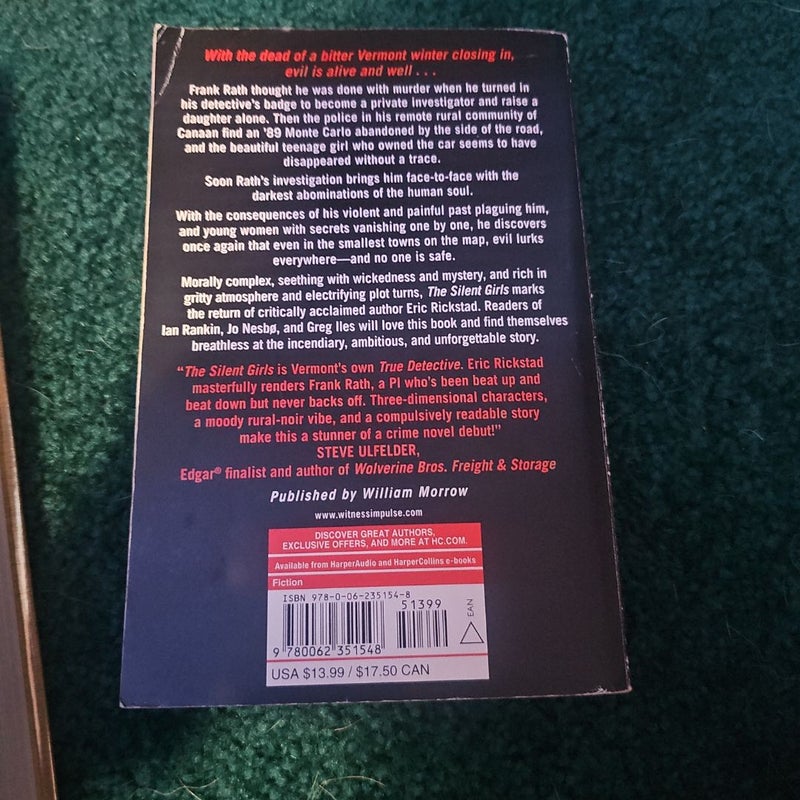 With the dead of a bitter Vermont winter closing in,
evil is alive and well . . .
Frank Rath thought he was done with murder when he turned in
his detective's badge to become a private investigator and raise a
daughter alone. Then the police in his remote rural community of
Canaan find an '89 Monte Carlo abandoned by the side of the road,
and the beautiful teenage girl who owned the car seems to have
disappeared without a trace.
Soon Rath's investigation brings him face-to-face with the
darkest abominations of the human soul.
With the consequences of his violent and painful past plaguing him,
and young women with secrets vanishing one by one, he discovers
once again that even in the smallest towns on the map, evil lurks
everywhere—and no one is safe.
Morally complex, seething with wickedness and mystery, and rich in
gritty atmosphere and electrifying plot turns, The Silent Girls marks
the return of critically acclaimed author Eric Rickstad. Readers of
Ian Rankin, Jo Nesbø, and Greg Iles will love this book and find themselves
breathless at the incendiary, ambitious, and unforgettable story.
"The Silent Girls is Vermont's own True Detective. Eric Rickstad
masterfully renders Frank Rath, a PI who's been beat up and
beat down but never backs off. Three-dimensional characters,
a moody rural-noir vibe, and a compulsively readable story
make this a stunner of a crime novel debut!"
STEVE ULFELDER,
Edgar® finalist and author of Wolverine Bros. Freight & Storage
Published by William Morrow
www.witnessimpulse.com
DISCOVER GREAT AUTHORS,
EXCLUSIVE OFFERS, AND MORE AT HC.COM.
Available from HarperAudio and HarperCollins e-books
Fiction
ISBN 978-0-06-235154-8
51399
EAN
9 780062 351548
USA $13.99 / $17.50 CAN